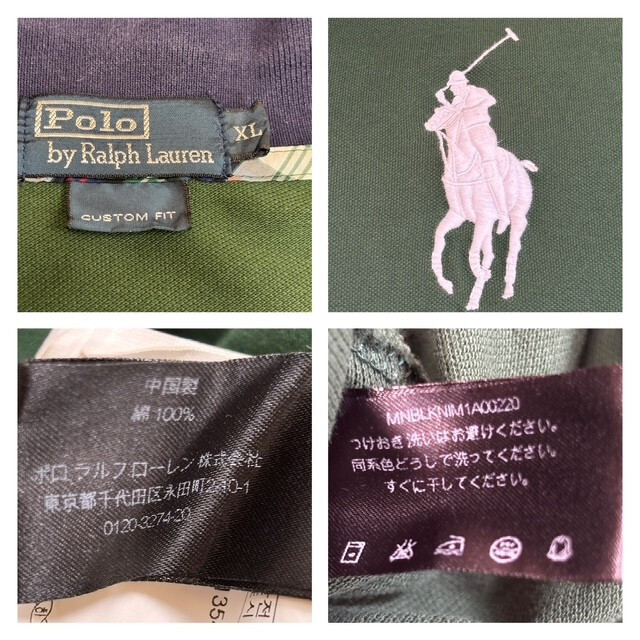 Polo
by Ralph Lauren
XL
CUSTOM FIT
中国製
綿100%
ポロ ラルフ ローレン 株式会社
東京都千代田区永田町2-10-1
0120-3274-20
MNBLKNIM1A00220
つけおき洗いはお避けください。
同系色どうしで洗ってください。
すぐに干してください。